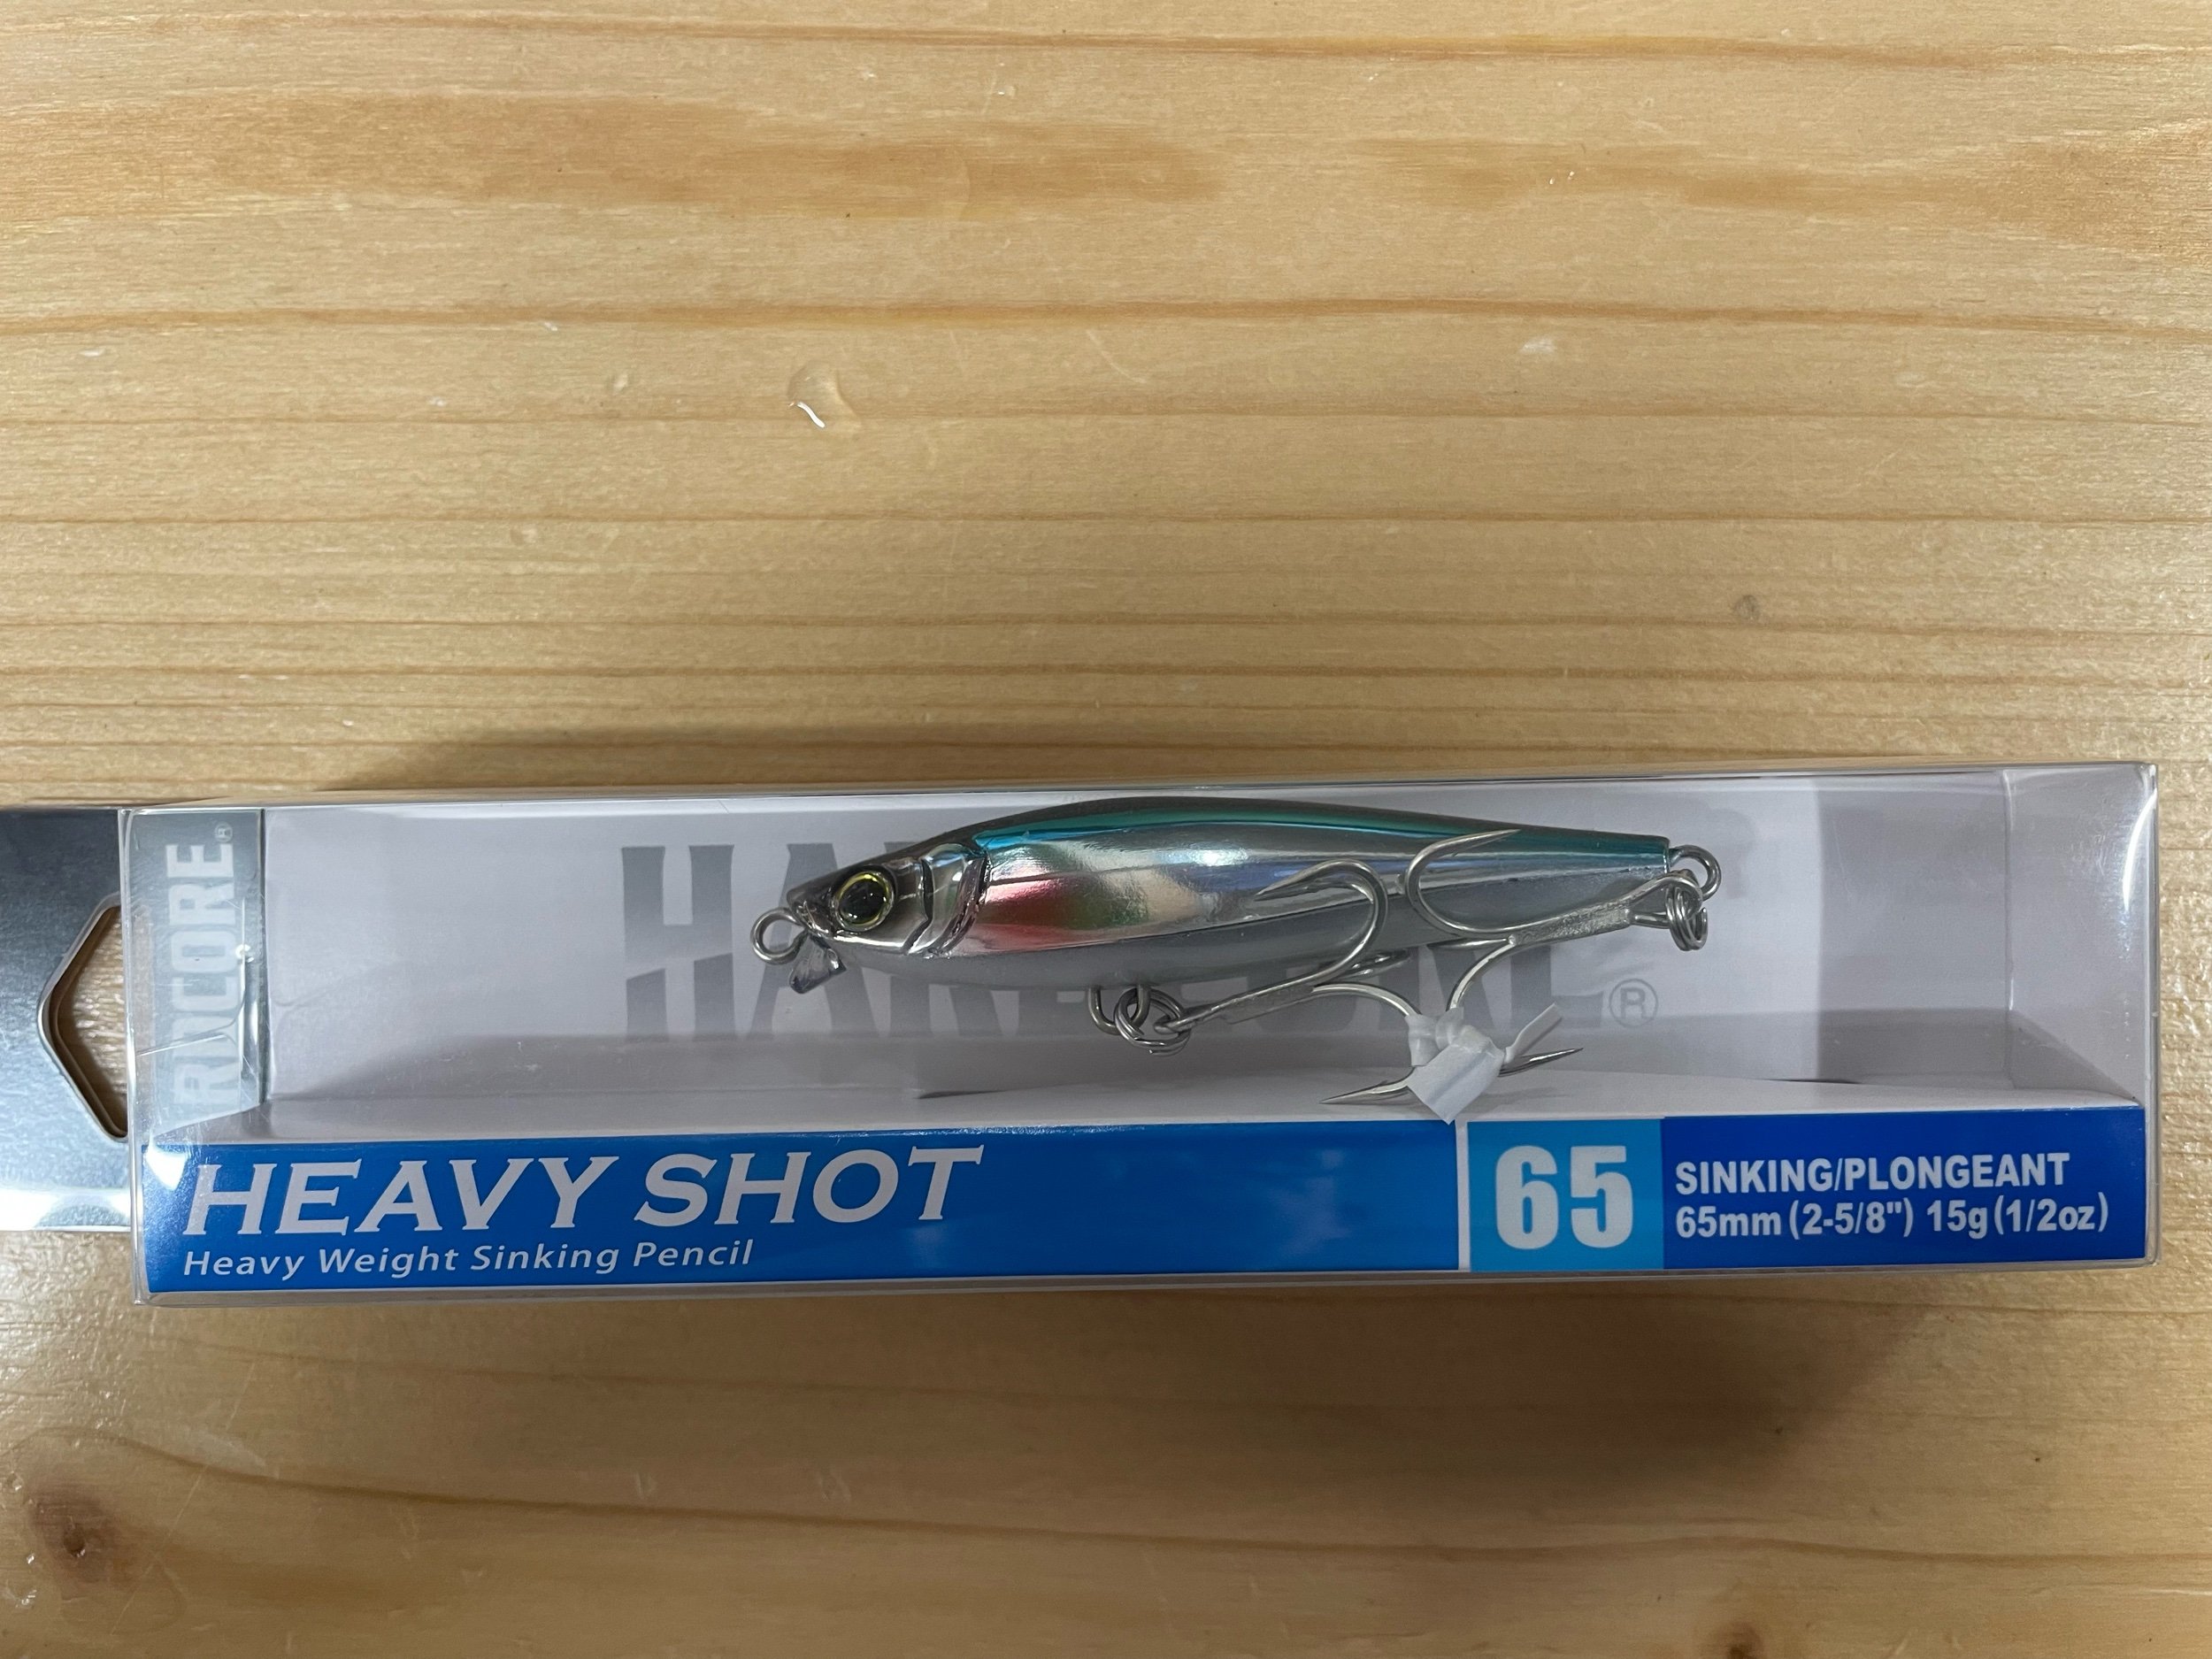 HEAVY SHOT
Heavy Weight Sinking Pencil
65
SINKING/PLONGEANT
65mm (2-5/8") 15g (1/2oz)
®